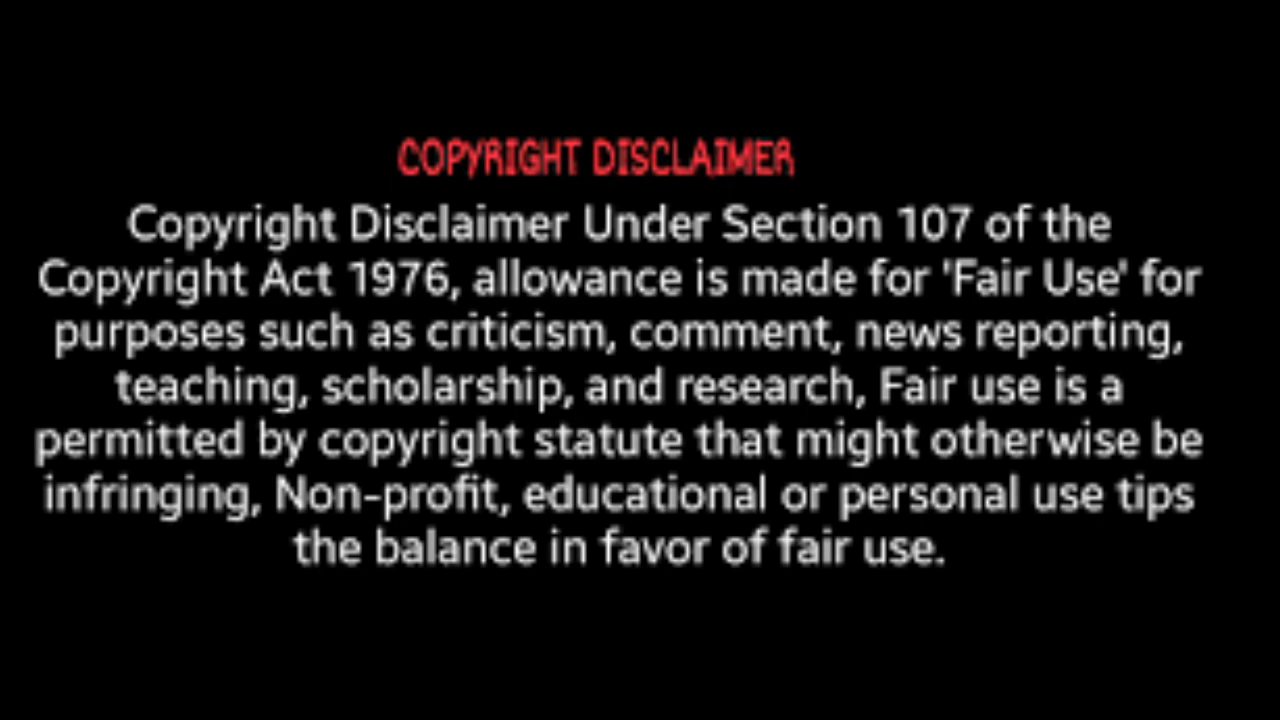 COPYRIGHT DISCLAIMER
Copyright Disclaimer Under Section 107 of the
Copyright Act 1976, allowance is made for 'Fair Use' for
purposes such as criticism, comment, news reporting,
teaching, scholarship, and research, Fair use is a
permitted by copyright statute that might otherwise be
infringing, Non-profit, educational or personal use tips
the balance in favor of fair use.